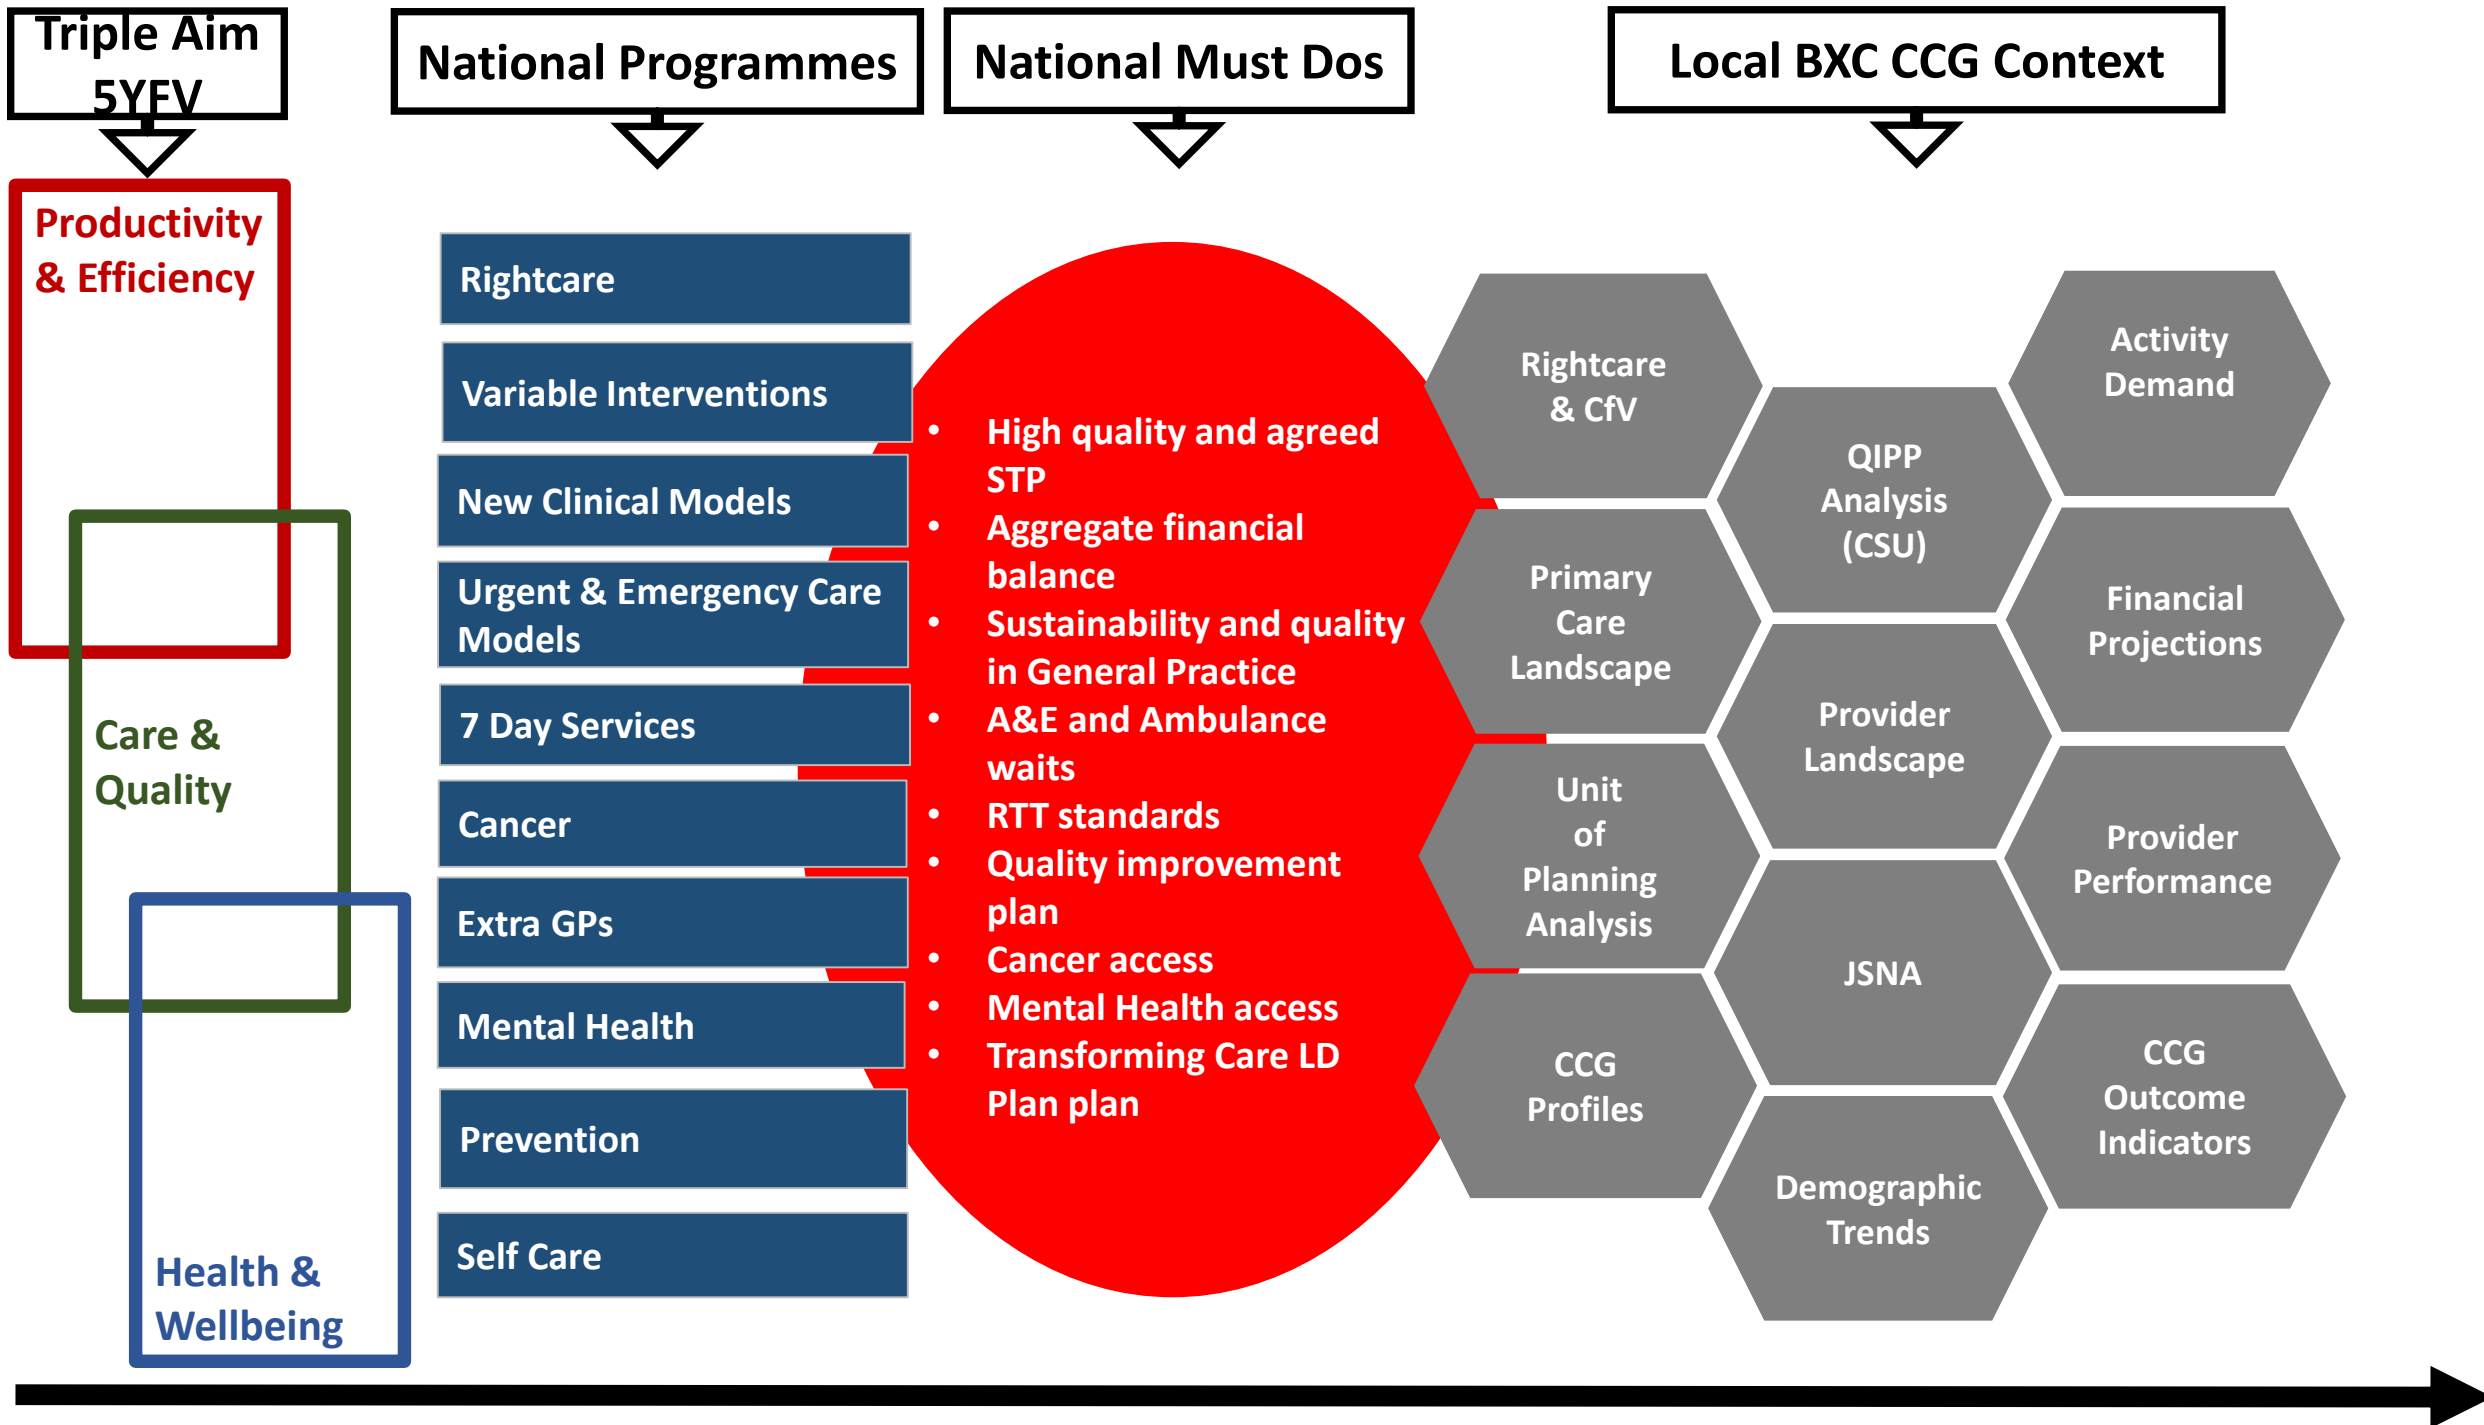 Triple Aim
5YFV
National Programmes
National Must Dos
Local BXC CCG Context
Productivity
& Efficiency
Care &
Quality
Health &
Wellbeing
Rightcare
Variable Interventions
New Clinical Models
Urgent & Emergency Care
Models
7 Day Services
Cancer
Extra GPs
Mental Health
Prevention
Self Care
• High quality and agreed
STP
• Aggregate financial
balance
• Sustainability and quality
in General Practice
• A&E and Ambulance
waits
• RTT standards
• Quality improvement
plan
• Cancer access
• Mental Health access
• Transforming Care LD
Plan plan
Rightcare
& CfV
Primary
Care
Landscape
Unit
of
Planning
Analysis
CCG
Profiles
QIPP
Analysis
(CSU)
Provider
Landscape
JSNA
Demographic
Trends
Activity
Demand
Financial
Projections
Provider
Performance
CCG
Outcome
Indicators